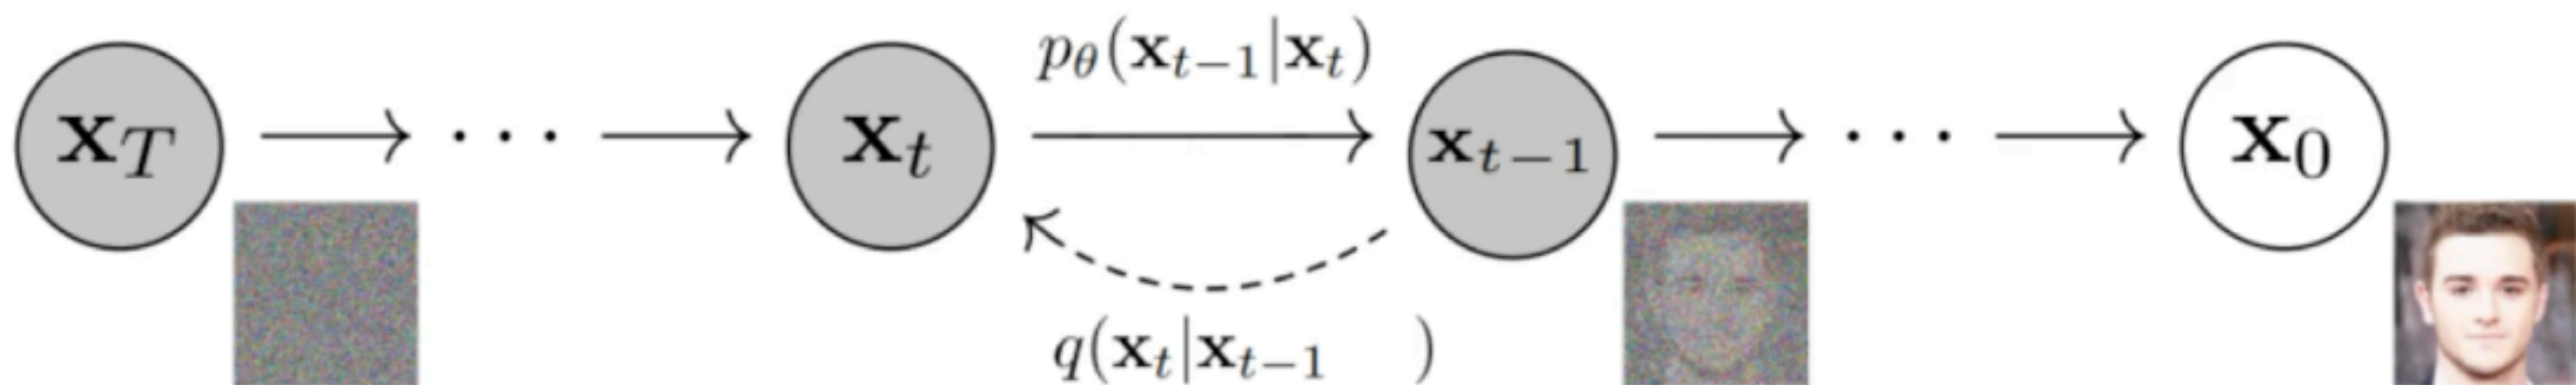 p_θ(x_{t−1}|x_t)
x_T → ··· → x_t → x_{t−1} → ··· → x_0
q(x_t|x_{t−1} )